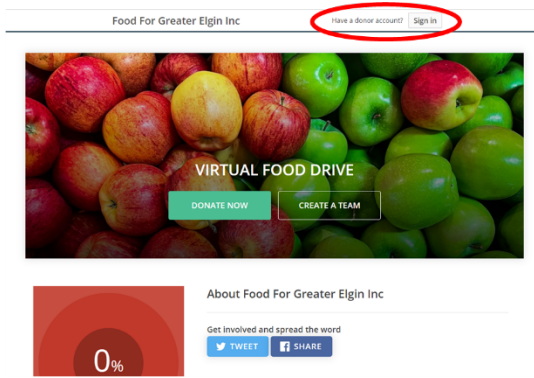 Food For Greater Elgin Inc
Have a donor account? Sign in
VIRTUAL FOOD DRIVE
DONATE NOW
CREATE A TEAM
About Food For Greater Elgin Inc
Get involved and spread the word
TWEET
SHARE
0%